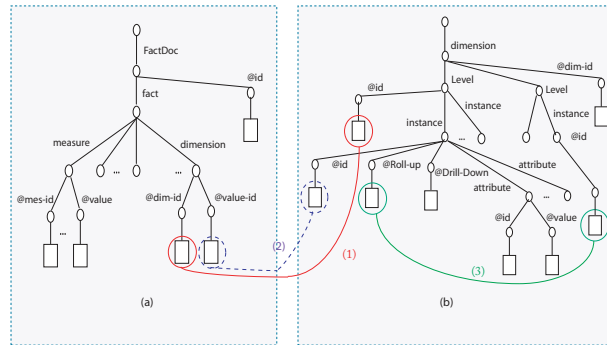 FactDoc
@id
fact
measure
...
...
dimension
@mes-id
@value
@dim-id
@value-id
...
(a)
dimension
@dim-id
Level
Level
@id
instance
instance
instance
...
@id
@id
@Roll-up
@Drill-Down
attribute
attribute
...
@id
@value
(2)
(1)
(3)
(b)